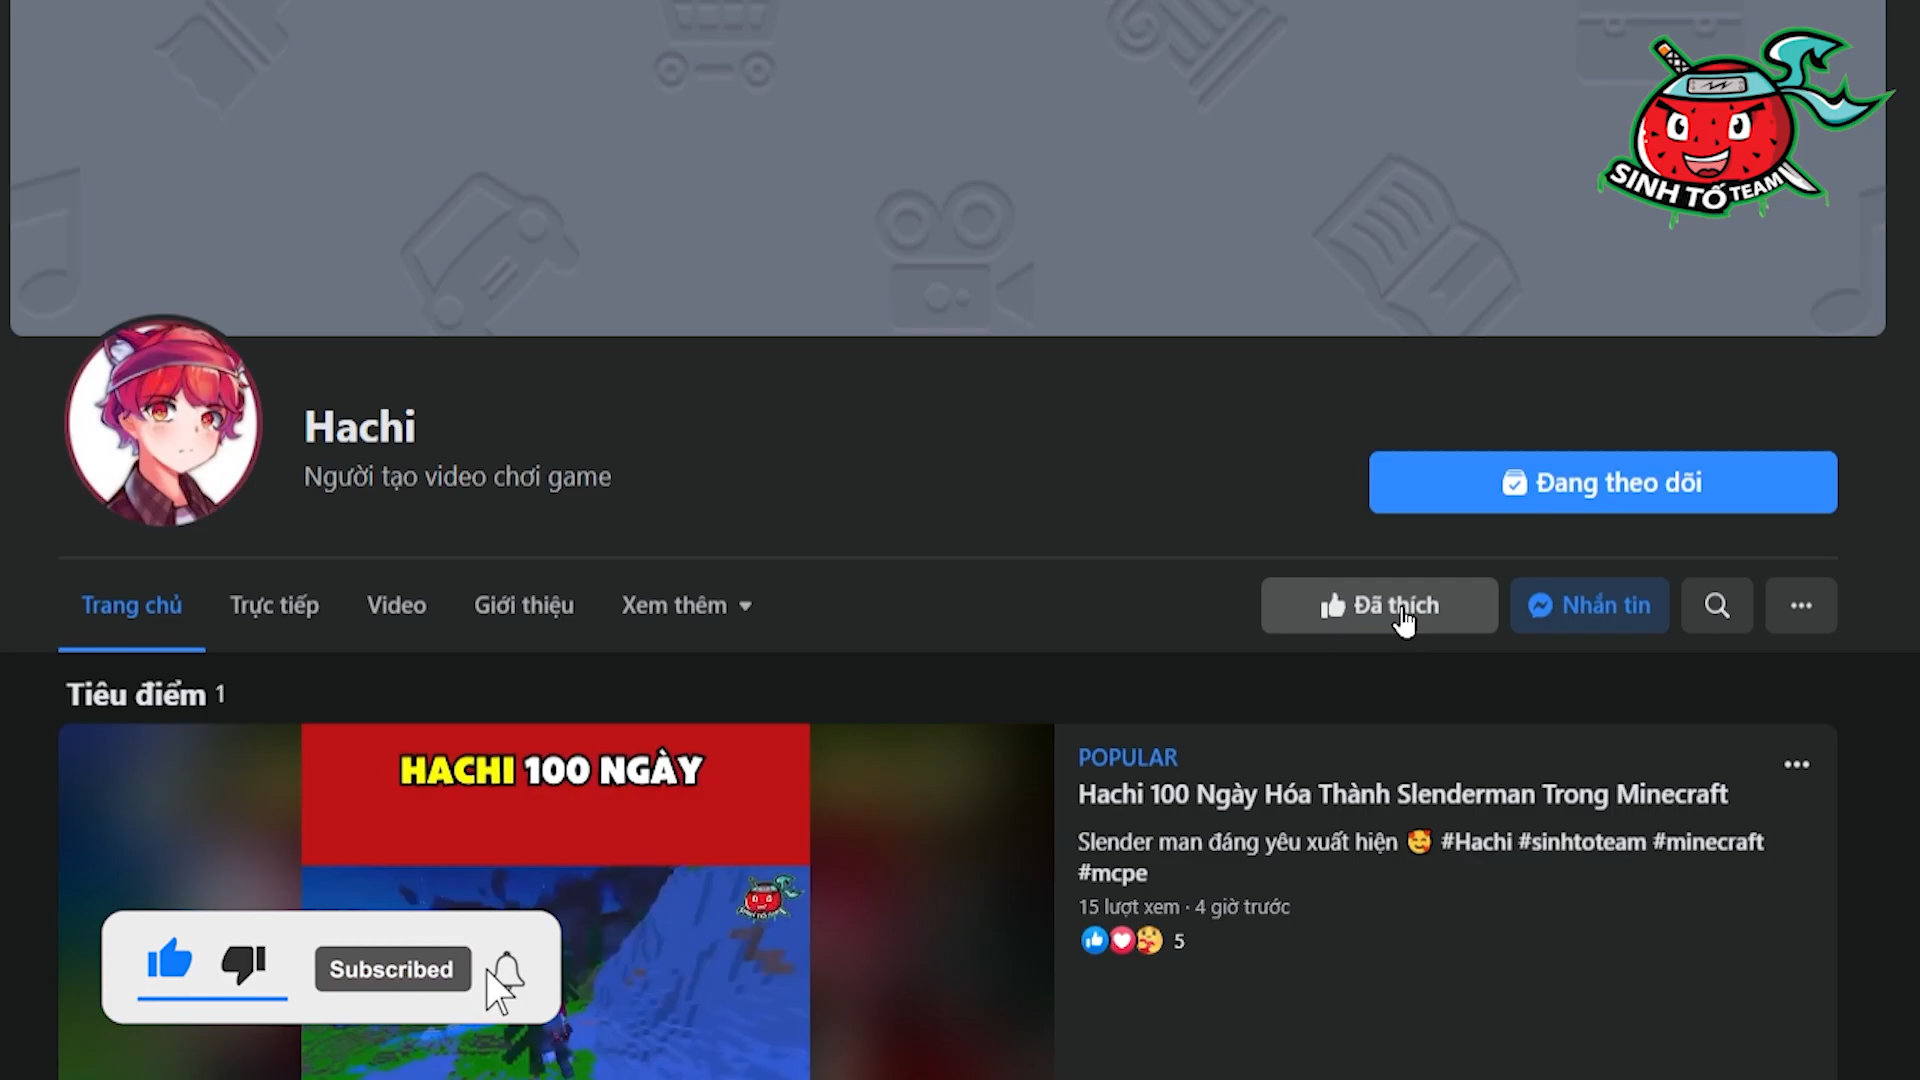 SINH TỐ TEAM
Hachi
Người tạo video chơi game
Đang theo dõi
Trang chủ
Trực tiếp
Video
Giới thiệu
Xem thêm
Đã thích
Nhắn tin
Tiêu điểm 1
HACHI 100 NGÀY
POPULAR
Hachi 100 Ngày Hóa Thành Slenderman Trong Minecraft
Slender man đáng yêu xuất hiện 🥰 #Hachi #sinhtoteam #minecraft
#mcpe
15 lượt xem · 4 giờ trước
5
Subscribed